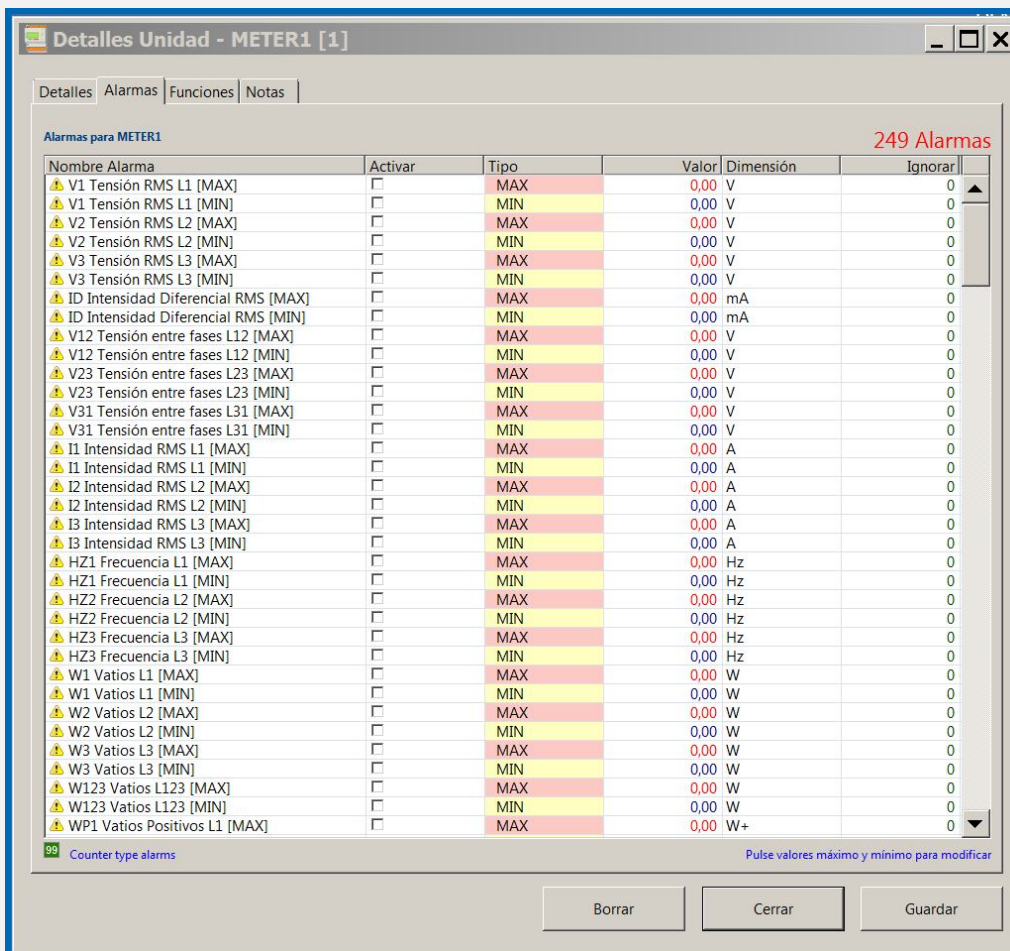 Detalles Unidad - METER1 [1]
Detalles Alarmas Funciones Notas
Alarmas para METER1 249 Alarmas
Nombre Alarma Activar Tipo Valor Dimensión Ignorar
V1 Tensión RMS L1 [MAX] MAX 0,00 V 0
V1 Tensión RMS L1 [MIN] MIN 0,00 V 0
V2 Tensión RMS L2 [MAX] MAX 0,00 V 0
V2 Tensión RMS L2 [MIN] MIN 0,00 V 0
V3 Tensión RMS L3 [MAX] MAX 0,00 V 0
V3 Tensión RMS L3 [MIN] MIN 0,00 V 0
ID Intensidad Diferencial RMS [MAX] MAX 0,00 mA 0
ID Intensidad Diferencial RMS [MIN] MIN 0,00 mA 0
V12 Tensión entre fases L12 [MAX] MAX 0,00 V 0
V12 Tensión entre fases L12 [MIN] MIN 0,00 V 0
V23 Tensión entre fases L23 [MAX] MAX 0,00 V 0
V23 Tensión entre fases L23 [MIN] MIN 0,00 V 0
V31 Tensión entre fases L31 [MAX] MAX 0,00 V 0
V31 Tensión entre fases L31 [MIN] MIN 0,00 V 0
I1 Intensidad RMS L1 [MAX] MAX 0,00 A 0
I1 Intensidad RMS L1 [MIN] MIN 0,00 A 0
I2 Intensidad RMS L2 [MAX] MAX 0,00 A 0
I2 Intensidad RMS L2 [MIN] MIN 0,00 A 0
I3 Intensidad RMS L3 [MAX] MAX 0,00 A 0
I3 Intensidad RMS L3 [MIN] MIN 0,00 A 0
HZ1 Frecuencia L1 [MAX] MAX 0,00 Hz 0
HZ1 Frecuencia L1 [MIN] MIN 0,00 Hz 0
HZ2 Frecuencia L2 [MAX] MAX 0,00 Hz 0
HZ2 Frecuencia L2 [MIN] MIN 0,00 Hz 0
HZ3 Frecuencia L3 [MAX] MAX 0,00 Hz 0
HZ3 Frecuencia L3 [MIN] MIN 0,00 Hz 0
W1 Vatios L1 [MAX] MAX 0,00 W 0
W1 Vatios L1 [MIN] MIN 0,00 W 0
W2 Vatios L2 [MAX] MAX 0,00 W 0
W2 Vatios L2 [MIN] MIN 0,00 W 0
W3 Vatios L3 [MAX] MAX 0,00 W 0
W3 Vatios L3 [MIN] MIN 0,00 W 0
W123 Vatios L123 [MAX] MAX 0,00 W 0
W123 Vatios L123 [MIN] MIN 0,00 W 0
WP1 Vatios Positivos L1 [MAX] MAX 0,00 W+ 0
99 Counter type alarms Pulse valores máximo y mínimo para modificar
Borrar Cerrar Guardar